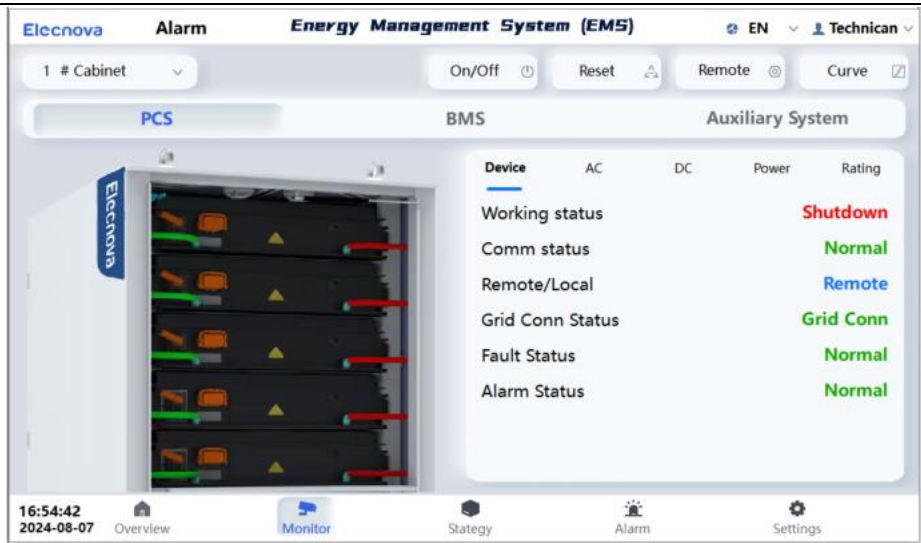 Elecnova Alarm Energy Management System (EMS) EN Technican
1 # Cabinet On/Off Reset Remote Curve
PCS BMS Auxiliary System
Device AC DC Power Rating
Elecnova
Working status Shutdown
Comm status Normal
Remote/Local Remote
Grid Conn Status Grid Conn
Fault Status Normal
Alarm Status Normal
16:54:42
2024-08-07 Overview Monitor Stategy Alarm Settings